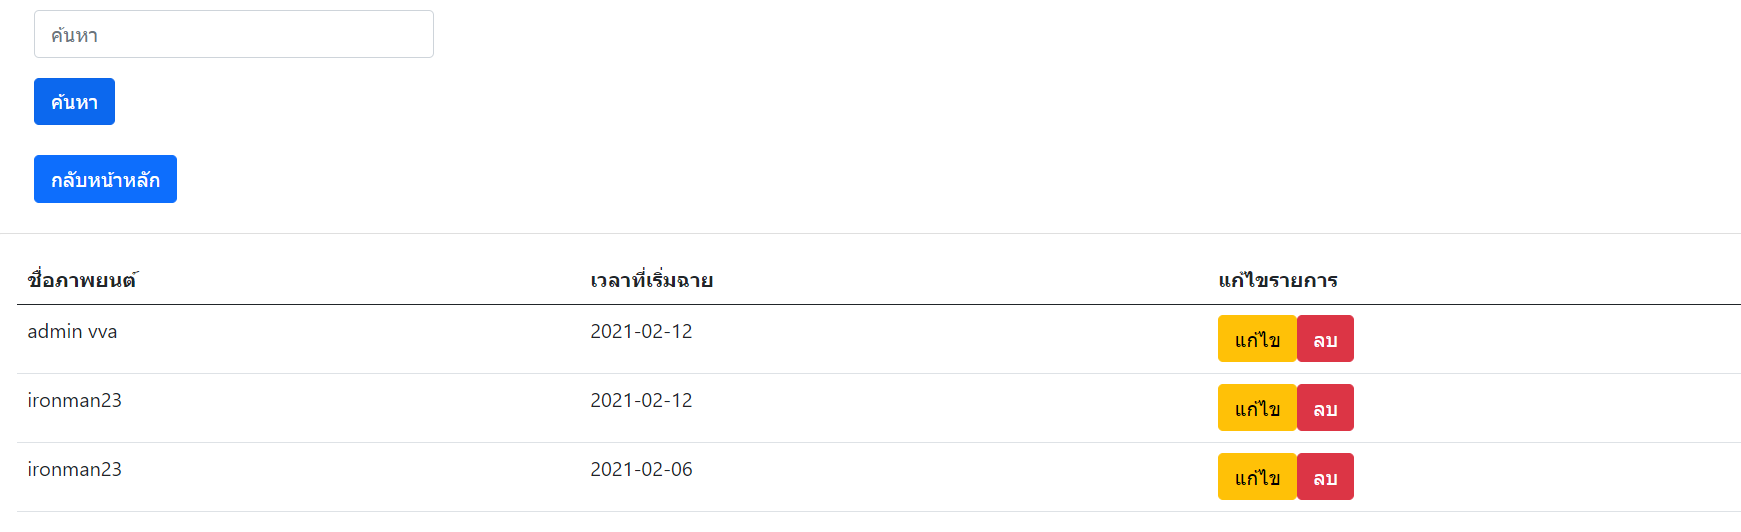 ค้นหา
ค้นหา
กลับหน้าหลัก
ชื่อภาพยนต์ เวลาที่เริ่มฉาย แก้ไขรายการ
admin vva 2021-02-12 แก้ไข ลบ
ironman23 2021-02-12 แก้ไข ลบ
ironman23 2021-02-06 แก้ไข ลบ